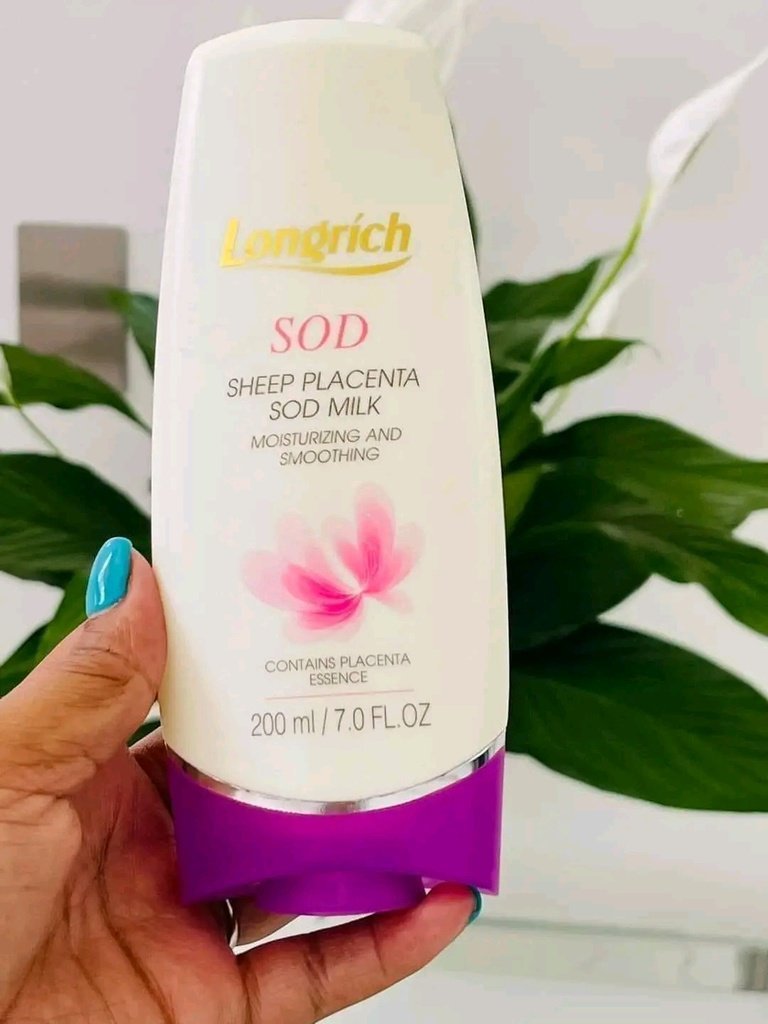 Longrich
SOD
SHEEP PLACENTA
SOD MILK
MOISTURIZING AND
SMOOTHING
CONTAINS PLACENTA
ESSENCE
200 ml / 7.0 FL.OZ